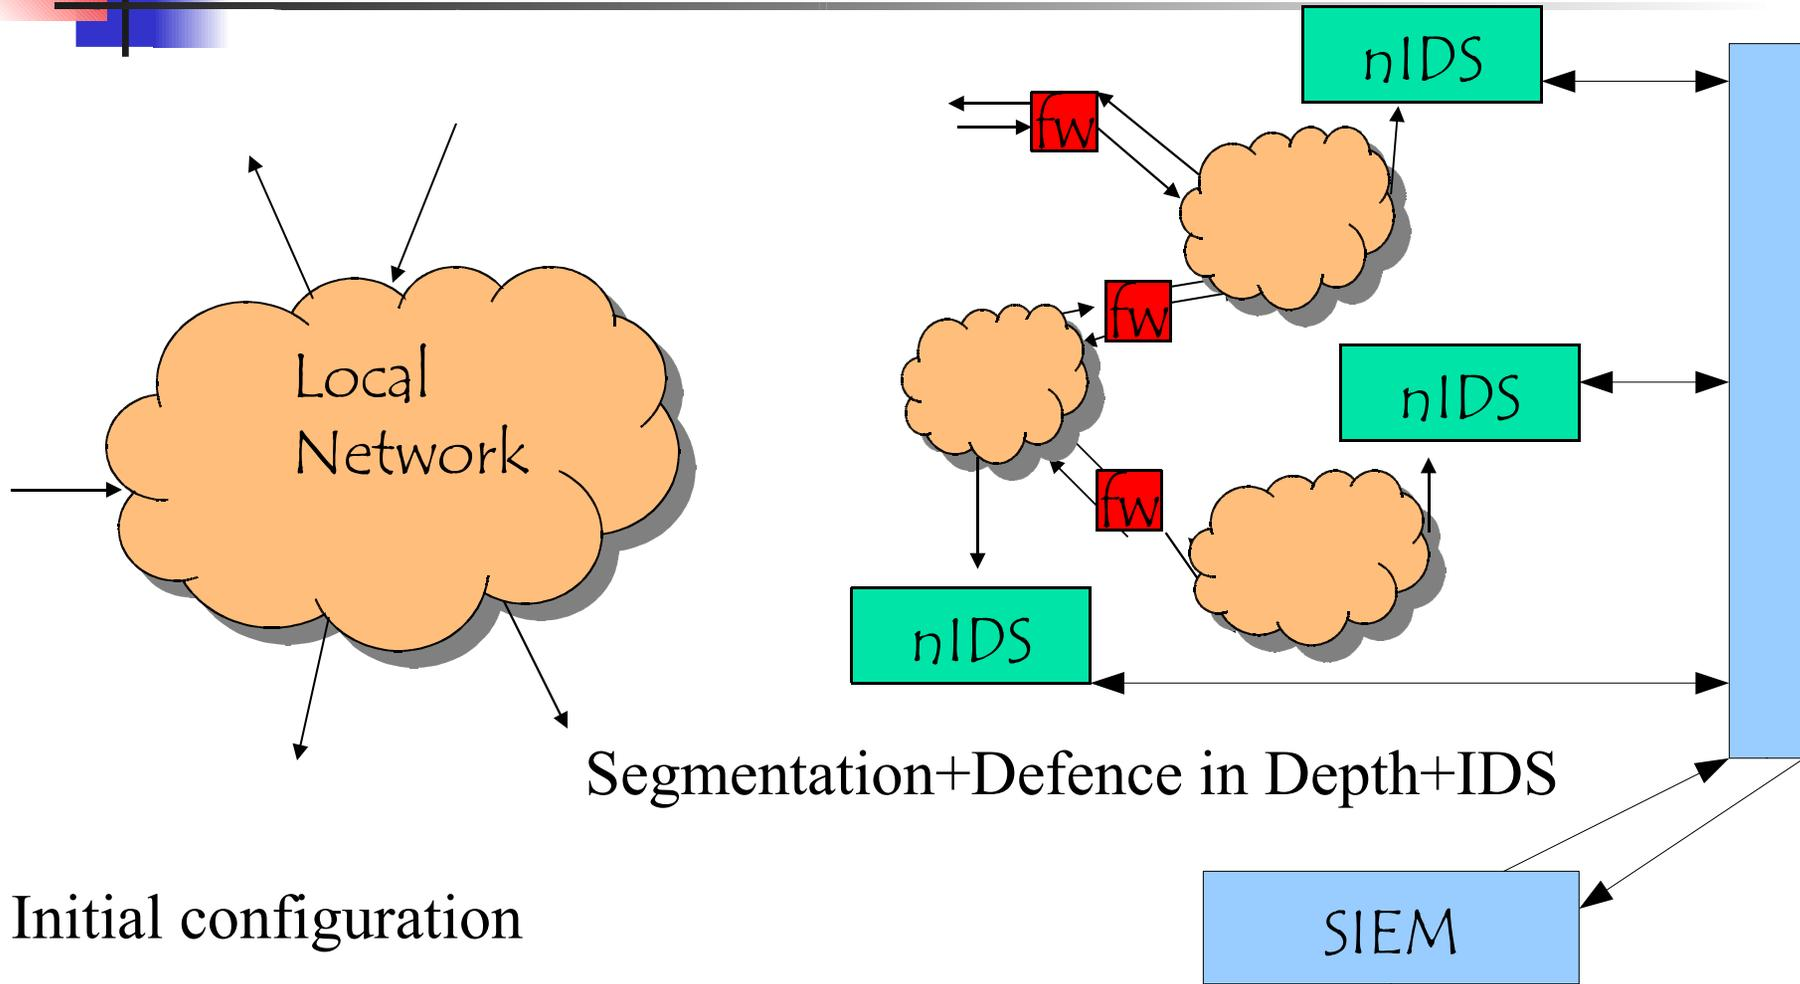 nIDS
fw
fw
Local
Network
nIDS
fw
nIDS
Segmentation+Defence in Depth+IDS
Initial configuration
SIEM